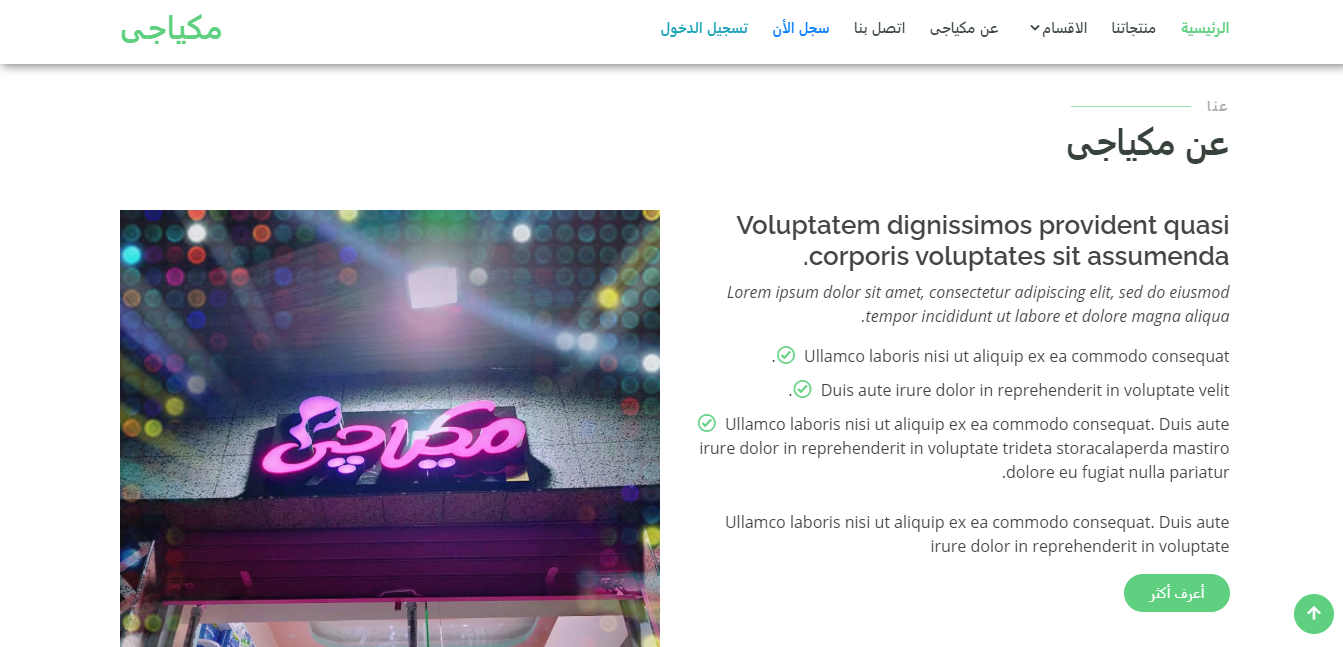 مكياجى
الرئيسية
منتجاتنا
الاقسام
عن مكياجى
اتصل بنا
سجل الأن
تسجيل الدخول
عنا
عن مكياجى
Voluptatem dignissimos provident quasi
corporis voluptates sit assumenda.
Lorem ipsum dolor sit amet, consectetur adipiscing elit, sed do eiusmod
tempor incididunt ut labore et dolore magna aliqua.
Ullamco laboris nisi ut aliquip ex ea commodo consequat.
Duis aute irure dolor in reprehenderit in voluptate velit.
Ullamco laboris nisi ut aliquip ex ea commodo consequat. Duis aute
irure dolor in reprehenderit in voluptate trideta storacalaperda mastiro
dolore eu fugiat nulla pariatur.
Ullamco laboris nisi ut aliquip ex ea commodo consequat. Duis aute
irure dolor in reprehenderit in voluptate
أعرف أكثر
مكياچي